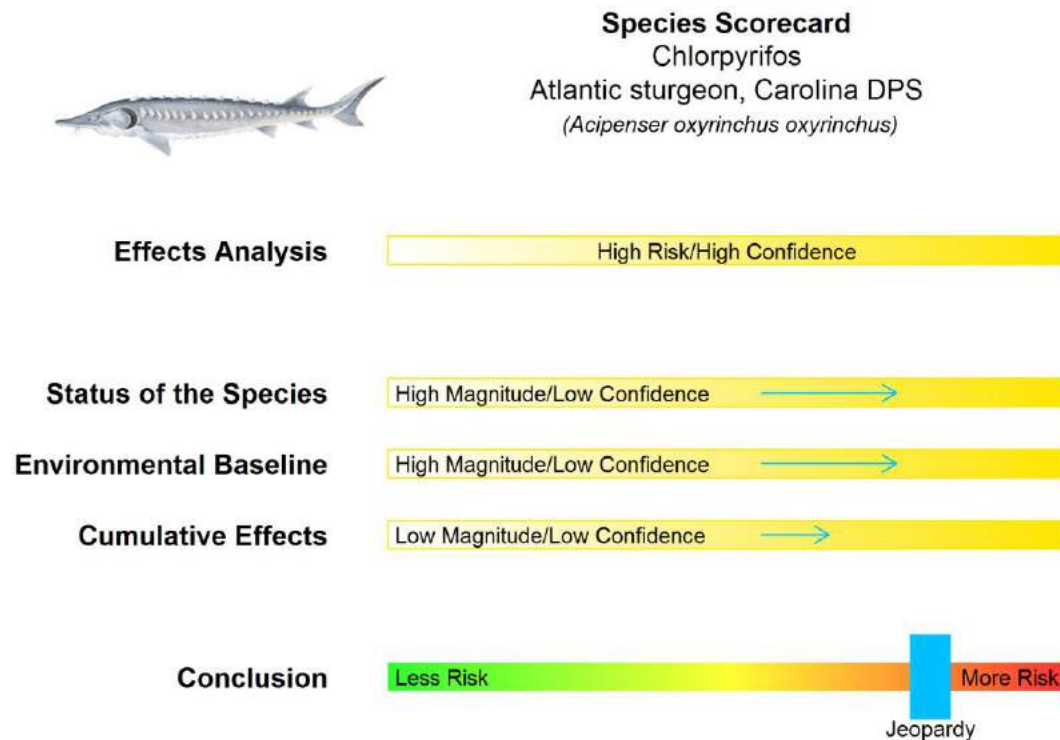 Species Scorecard
Chlorpyrifos
Atlantic sturgeon, Carolina DPS
(Acipenser oxyrinchus oxyrinchus)
Effects Analysis
High Risk/High Confidence
Status of the Species
High Magnitude/Low Confidence
Environmental Baseline
High Magnitude/Low Confidence
Cumulative Effects
Low Magnitude/Low Confidence
Conclusion
Less Risk
More Risk
Jeopardy